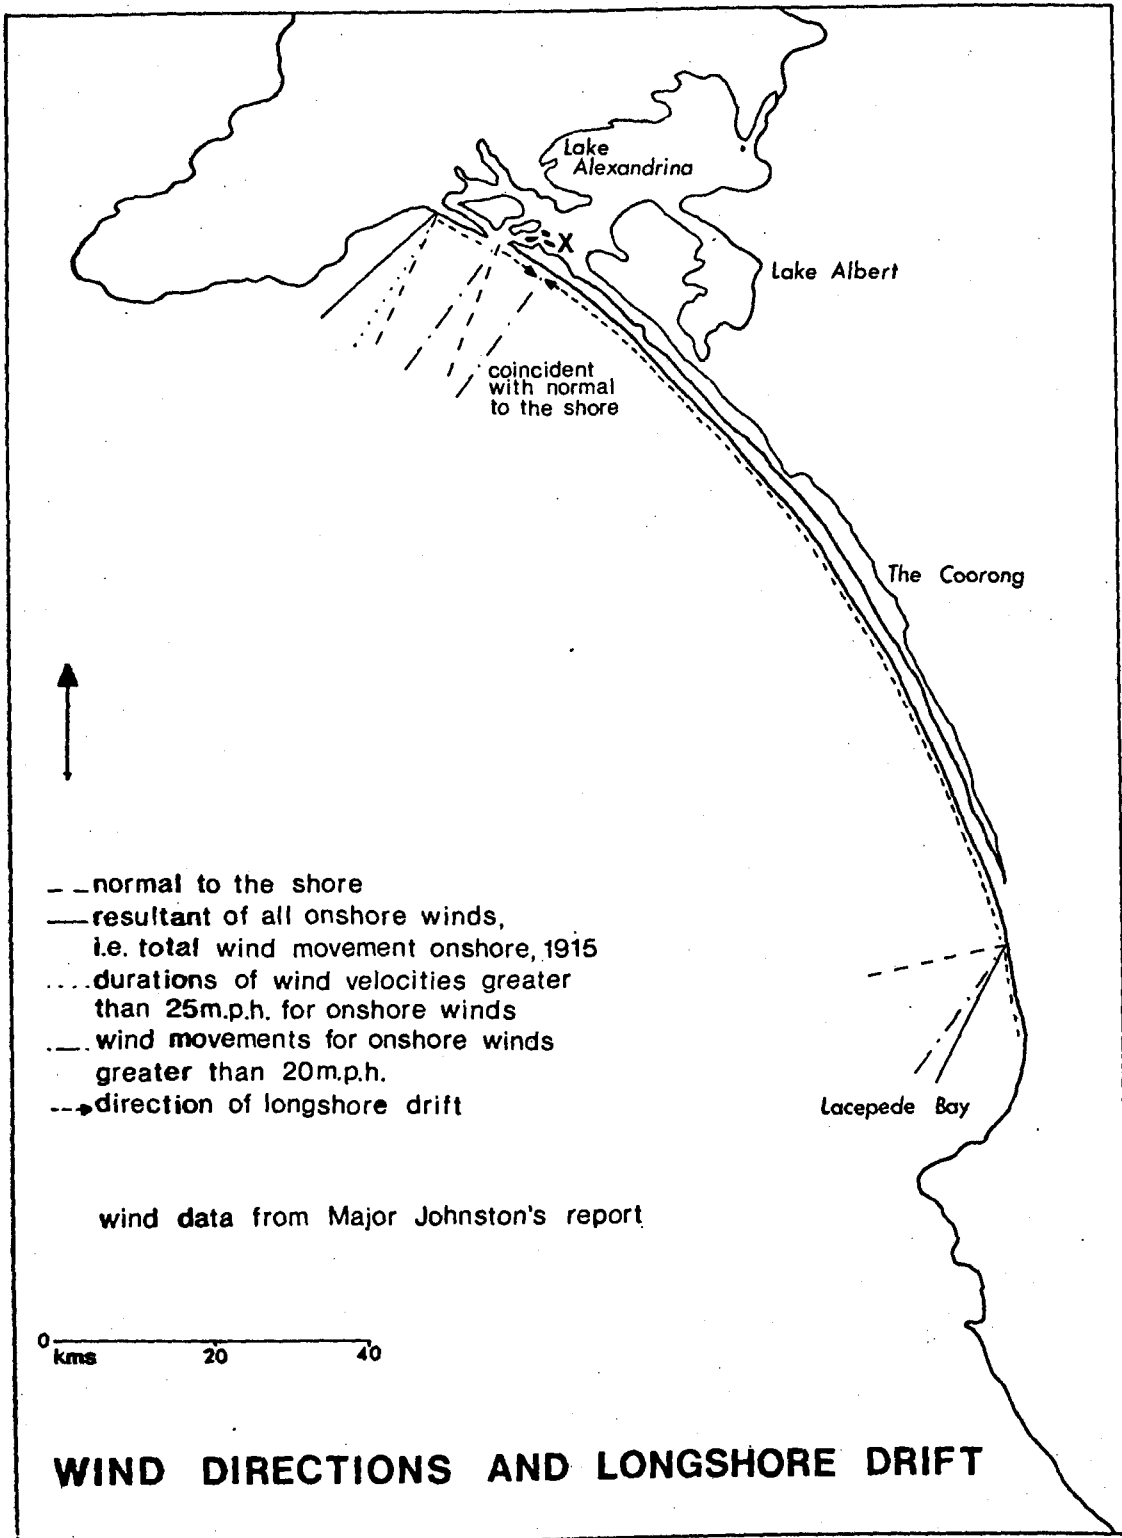 Lake
Alexandrina
X
Lake Albert
coincident
with normal
to the shore
The Coorong
normal to the shore
resultant of all onshore winds,
i.e. total wind movement onshore, 1915
durations of wind velocities greater
than 25m.p.h. for onshore winds
wind movements for onshore winds
greater than 20m.p.h.
direction of longshore drift
Lacepede Bay
wind data from Major Johnston's report
0
kms 20 40
WIND DIRECTIONS AND LONGSHORE DRIFT